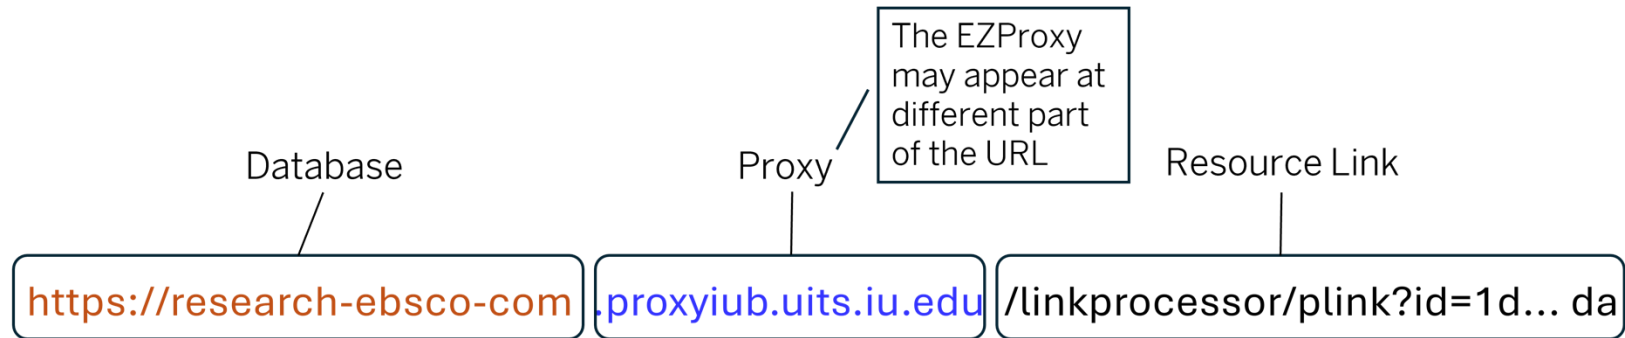 The EZProxy
may appear at
different part
of the URL
Database
Proxy
Resource Link
https://research-ebsco-com
.proxyiub.uits.iu.edu
/linkprocessor/plink?id=1d... da